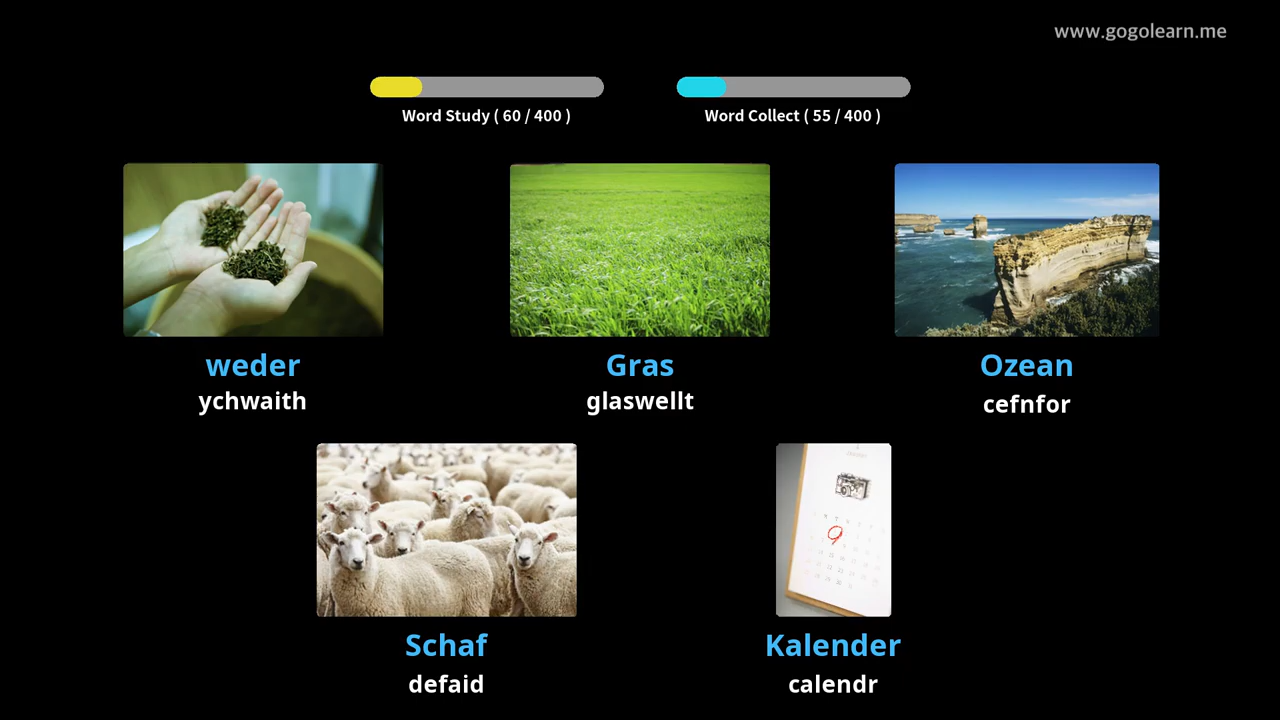 www.gogolearn.me
Word Study ( 60 / 400 )
Word Collect ( 55 / 400 )
weder
ychwaith
Gras
glaswellt
Ozean
cefnfor
Schaf
defaid
Kalender
calendr
9